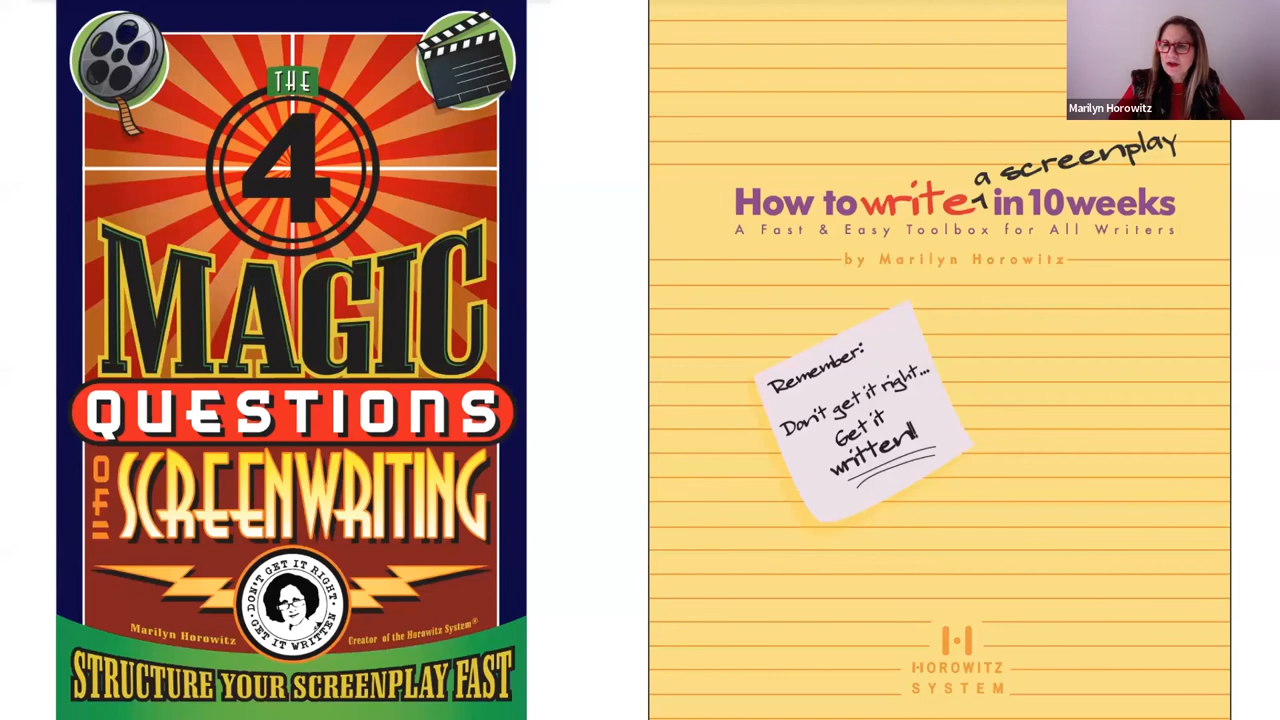 THE
4
MAGIC
QUESTIONS
OF
SCREENWRITING
DON'T GET IT RIGHT
GET IT WRITTEN
Marilyn Horowitz
Creator of the Horowitz System®
STRUCTURE YOUR SCREENPLAY FAST
a screenplay
How to write in 10 weeks
A Fast & Easy Toolbox for All Writers
by Marilyn Horowitz
Remember:
Don't get it right...
Get it
written!!
H·H
HOROWITZ
SYSTEM
Marilyn Horowitz